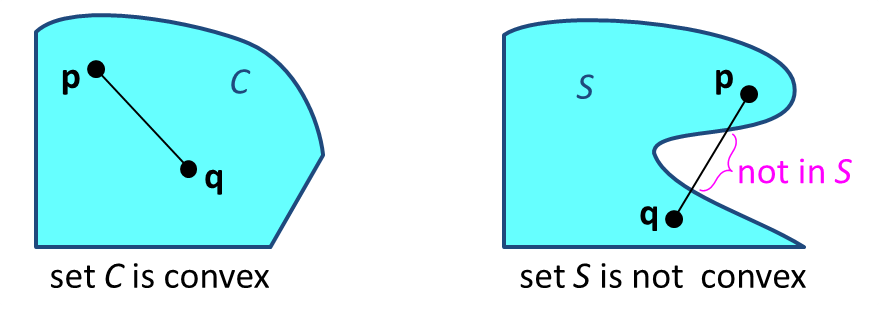 p
C
q
set C is convex
S
p
not in S
q
set S is not convex